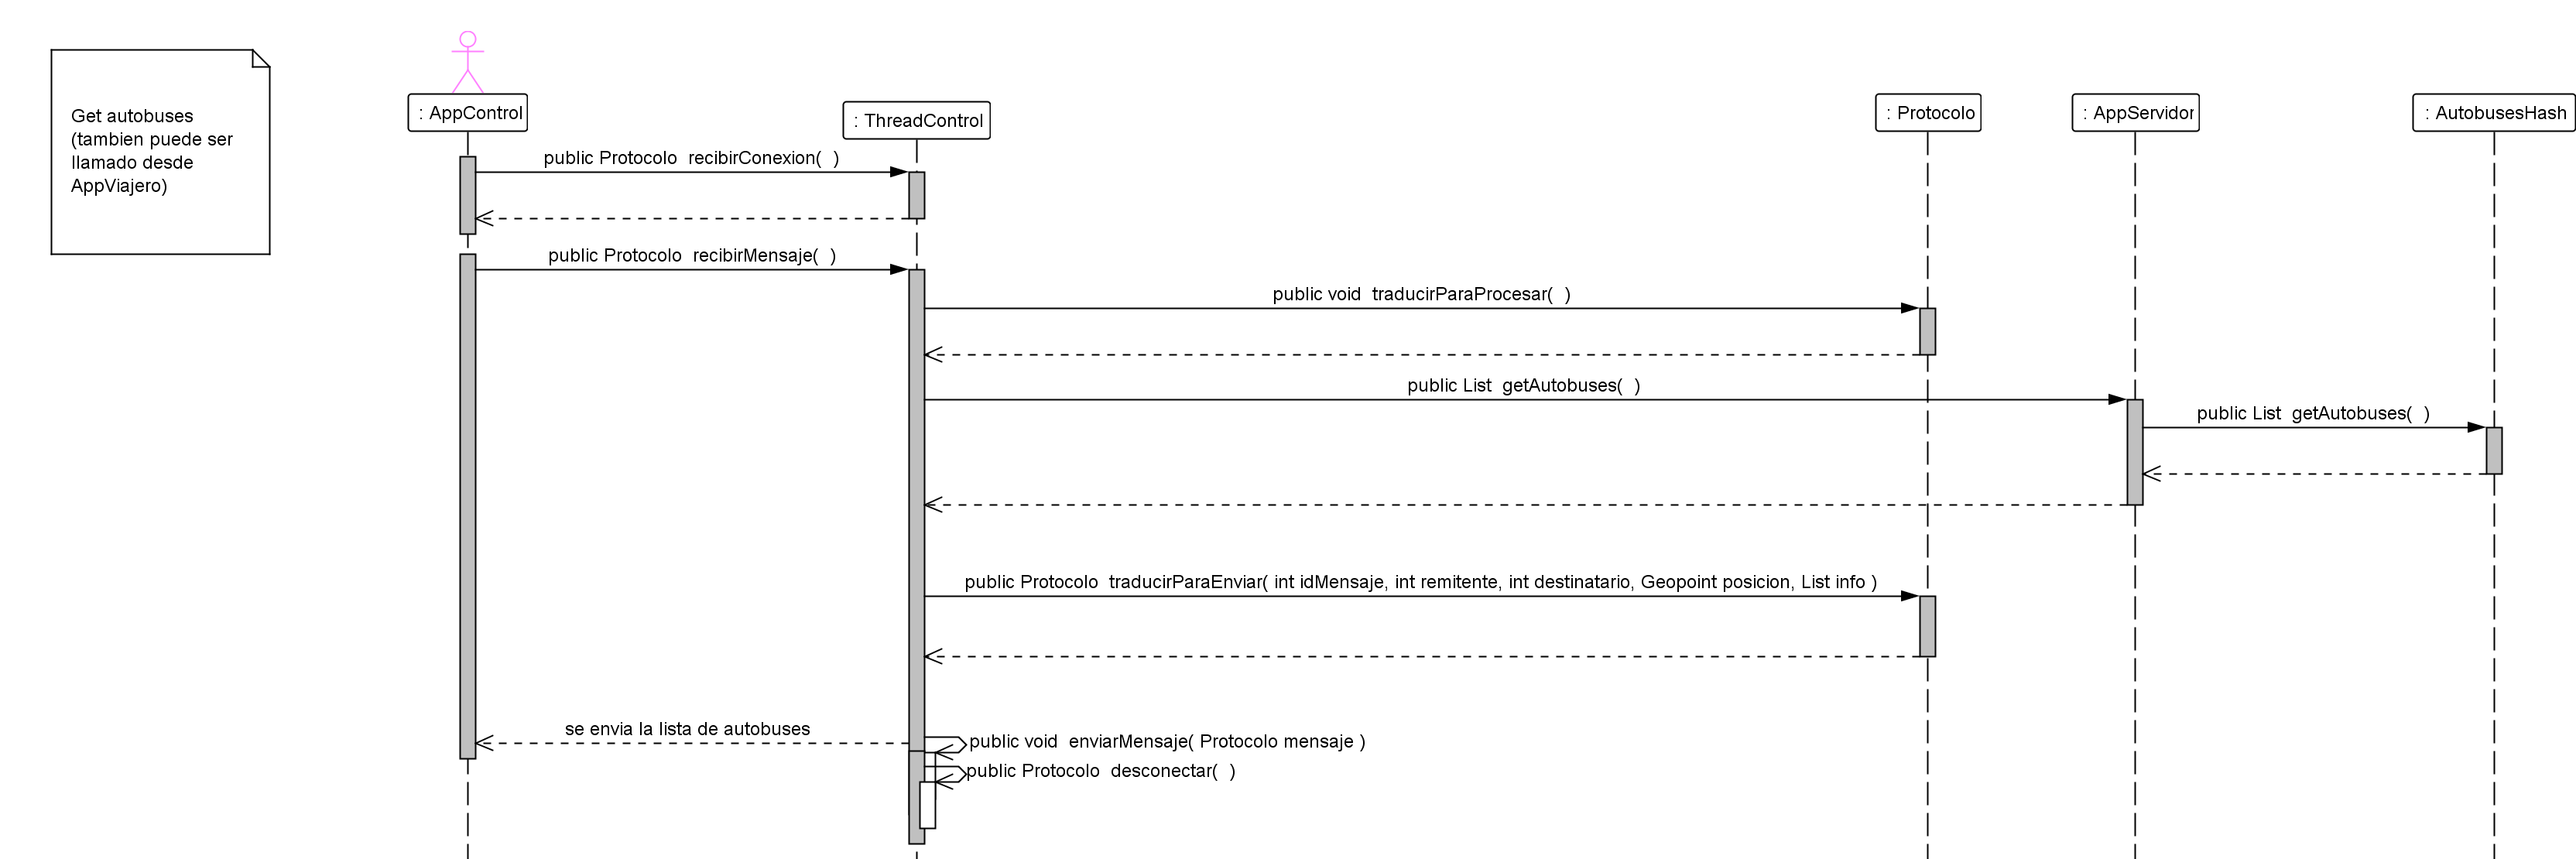 Get autobuses
(tambien puede ser
llamado desde
AppViajero)
: AppControl
: ThreadControl
: Protocolo
: AppServidor
: AutobusesHash
public Protocolo  recibirConexion(  )
public Protocolo  recibirMensaje(  )
public void  traducirParaProcesar(  )
public List  getAutobuses(  )
public List  getAutobuses(  )
public Protocolo  traducirParaEnviar( int idMensaje, int remitente, int destinatario, Geopoint posicion, List info )
se envia la lista de autobuses
public void  enviarMensaje( Protocolo mensaje )
public Protocolo  desconectar(  )